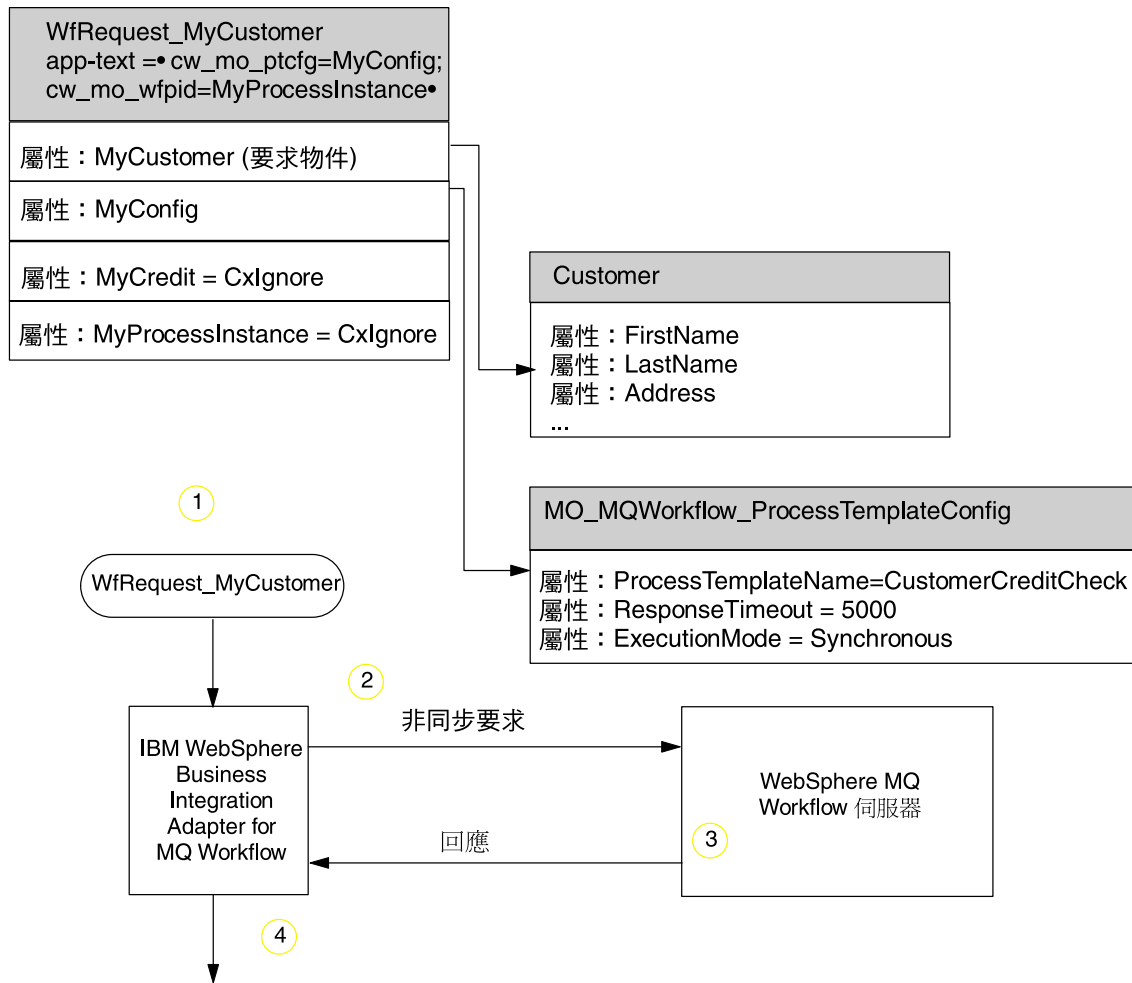 WfRequest_MyCustomer
app-text =• cw_mo_ptcfg=MyConfig;
cw_mo_wfpid=MyProcessInstance•
屬性：MyCustomer (要求物件)
屬性：MyConfig
屬性：MyCredit = CxIgnore
屬性：MyProcessInstance = CxIgnore
Customer
屬性：FirstName
屬性：LastName
屬性：Address
...
MO_MQWorkflow_ProcessTemplateConfig
屬性：ProcessTemplateName=CustomerCreditCheck
屬性：ResponseTimeout = 5000
屬性：ExecutionMode = Synchronous
1
WfRequest_MyCustomer
2
非同步要求
IBM WebSphere
Business
Integration
Adapter for
MQ Workflow
WebSphere MQ
Workflow 伺服器
回應
3
4